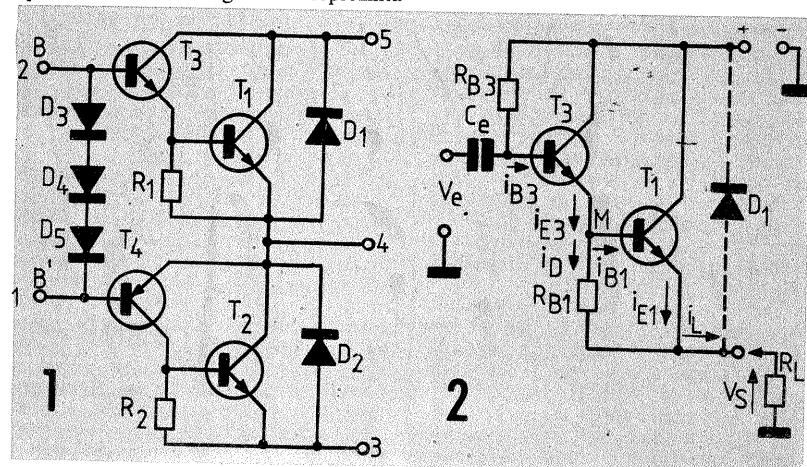 B
2
T3
5
D3
T1
D1
D4
R1
D5
T4
4
B'
1
T2
D2
R2
3
1
+ -
RB3
T3
Ce
iB3
T1
D1
Ve
iE3
M
iD
iB1
RB1
iE1
iL
RL
VS
2